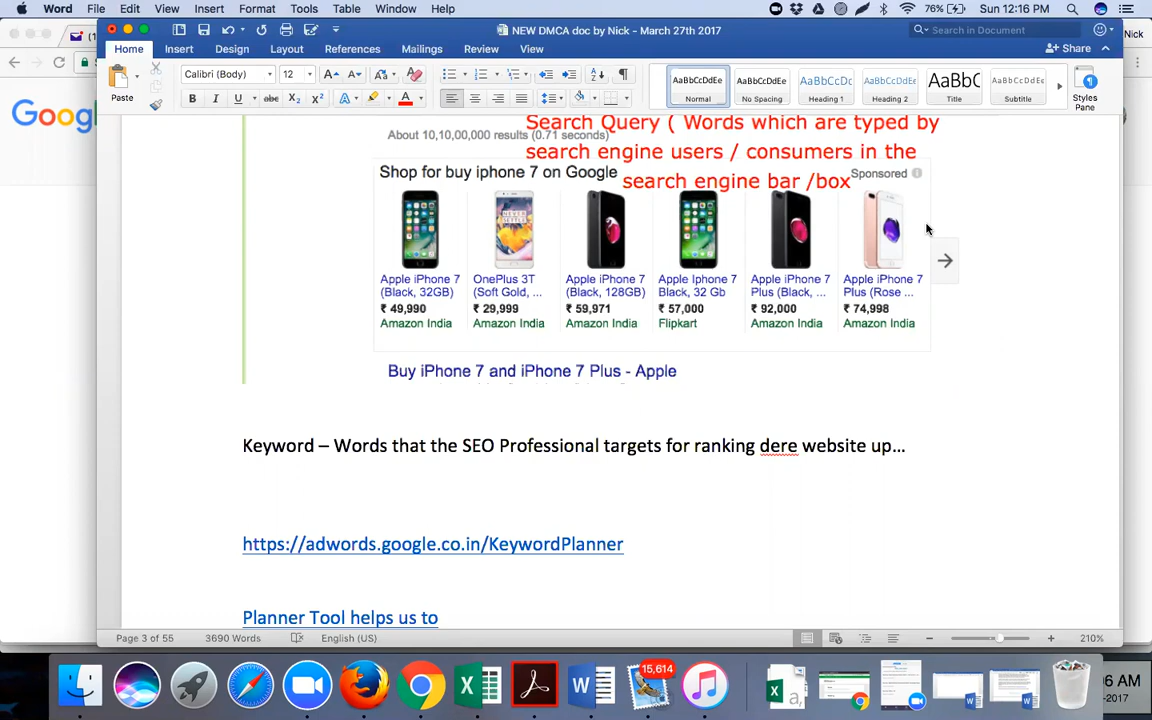 Word File Edit View Insert Format Tools Table Window Help 76% Sun 12:16 PM
NEW DMCA doc by Nick - March 27th 2017 Search in Document
Nick
Home Insert Design Layout References Mailings Review View Share
Paste Calibri (Body) 12 AaBbCcDdEe AaBbCcDdEe AaBbCcDc AaBbCcDdEe AaBbC AaBbCcDdEe
B I U abc X₂ X² A A Normal No Spacing Heading 1 Heading 2 Title Subtitle Styles Pane
Goog
Search Query ( Words which are typed by
About 10,10,00,000 results (0.71 seconds)
search engine users / consumers in the
Shop for buy iphone 7 on Google Sponsored
search engine bar /box
Apple iPhone 7 OnePlus 3T Apple iPhone 7 Apple Iphone 7 Apple iPhone 7 Apple iPhone 7
(Black, 32GB) (Soft Gold, ... (Black, 128GB) Black, 32 Gb Plus (Black, ... Plus (Rose ...
₹ 49,990 ₹ 29,999 ₹ 59,971 ₹ 57,000 ₹ 92,000 ₹ 74,998
Amazon India Amazon India Amazon India Flipkart Amazon India Amazon India
Buy iPhone 7 and iPhone 7 Plus - Apple
Keyword – Words that the SEO Professional targets for ranking dere website up...
https://adwords.google.co.in/KeywordPlanner
Planner Tool helps us to
Page 3 of 55 3690 Words English (US) 210%
15,614
06 AM
-2017